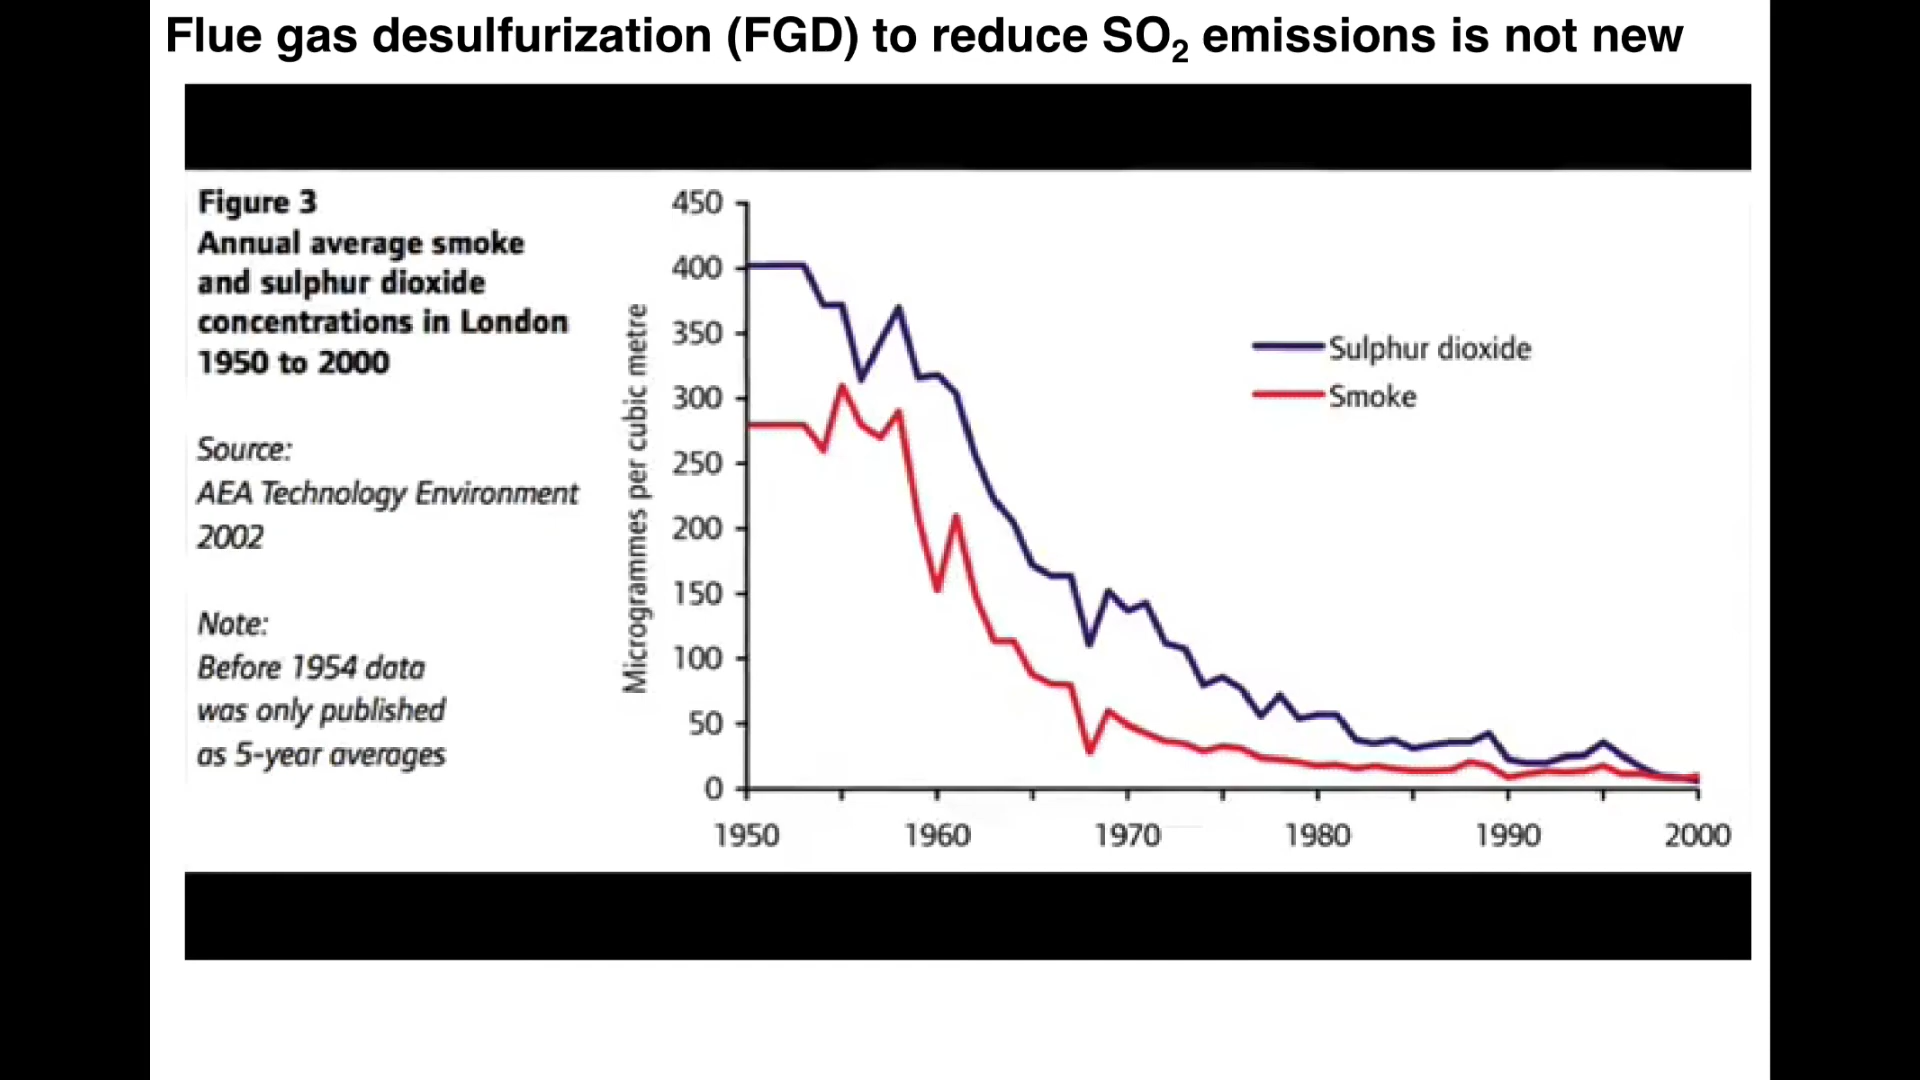 Flue gas desulfurization (FGD) to reduce SO₂ emissions is not new
Figure 3
Annual average smoke
and sulphur dioxide
concentrations in London
1950 to 2000
Source:
AEA Technology Environment
2002
Note:
Before 1954 data
was only published
as 5-year averages
Microgrammes per cubic metre
450
400
350
300
250
200
150
100
50
0
1950 1960 1970 1980 1990 2000
Sulphur dioxide
Smoke